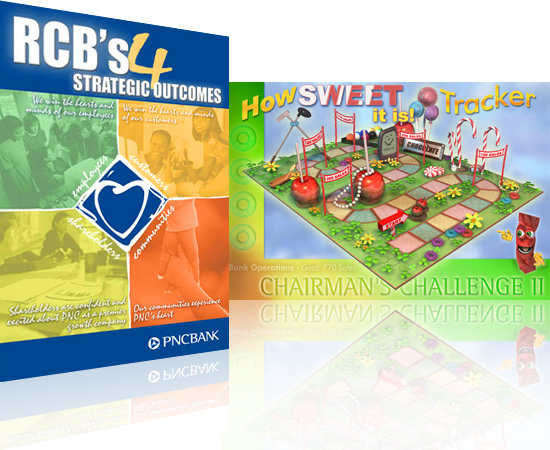 RCB's 4
STRATEGIC OUTCOMES
We win the hearts and
minds of our employees
We win the hearts and minds
of our customers
employees
customers
shareholders
communities
Shareholders are confident and
excited about PNC as a premier
growth company
Our communities experience
PNC's heart
PNCBANK
How SWEET
it is!
Tracker
CHOCOLATE
START
Bank Operations - Goal: 770 Sales
CHAIRMAN'S CHALLENGE II